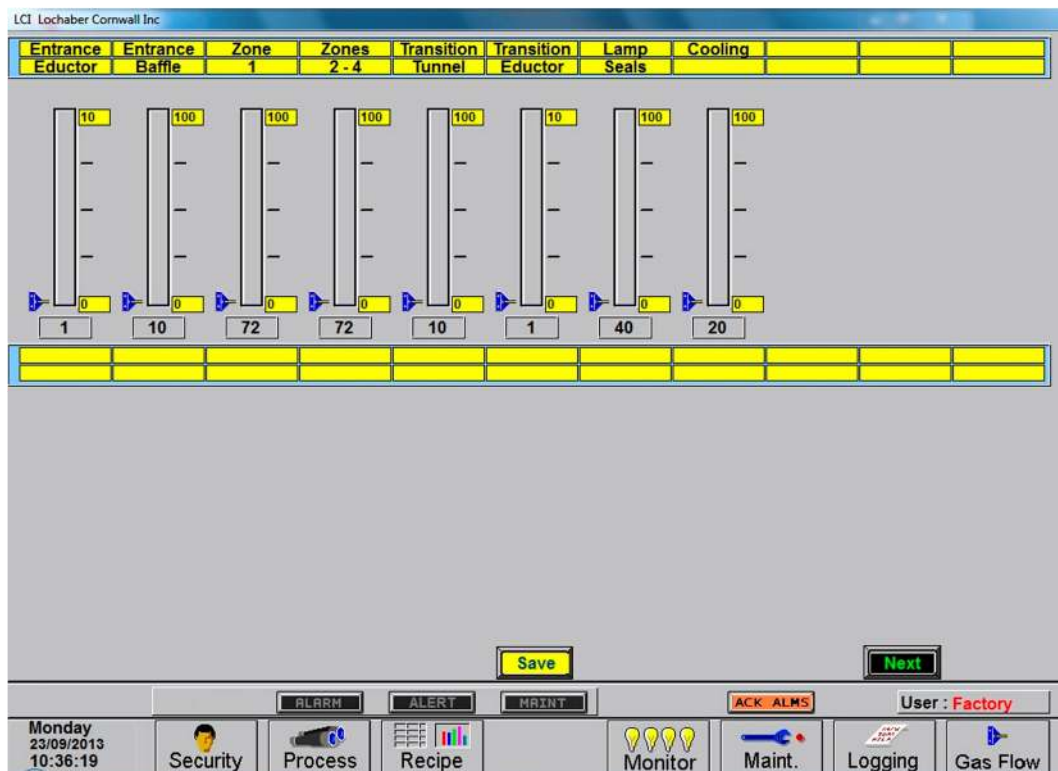 LCI Lochaber Cornwall Inc
Entrance Entrance Zone Zones Transition Transition Lamp Cooling
Eductor Baffle 1 2 - 4 Tunnel Eductor Seals
10 100 100 100 100 10 100 100
0 0 0 0 0 0 0 0
1 10 72 72 10 1 40 20
Save Next
ALARM ALERT MAINT ACK ALMS User : Factory
Monday
23/09/2013
10:36:19 Security Process Recipe Monitor Maint. Logging Gas Flow